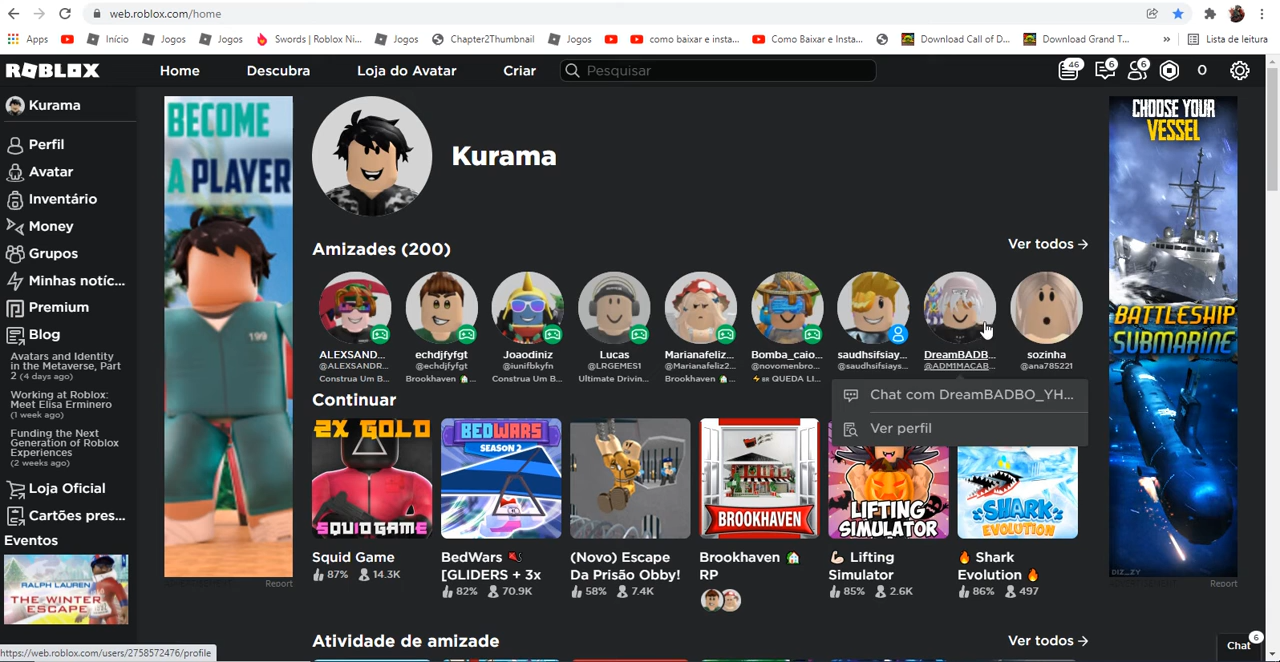 web.roblox.com/home
Apps
Início
Jogos
Jogos
Swords | Roblox Ni...
Jogos
Chapter2Thumbnail
Jogos
como baixar e insta...
Como Baixar e Insta...
Download Call of D...
Download Grand T...
»
Lista de leitura
ROBLOX
Home
Descubra
Loja do Avatar
Criar
Pesquisar
46
6
6
0
Kurama
Perfil
Avatar
Inventário
Money
Grupos
Minhas notíc...
Premium
Blog
Avatars and Identity
in the Metaverse, Part
2 (4 days ago)
Working at Roblox:
Meet Elisa Erminero
(1 week ago)
Funding the Next
Generation of Roblox
Experiences
(2 weeks ago)
Loja Oficial
Cartões pres...
Eventos
RALPH LAUREN
THE WINTER
ESCAPE
https://web.roblox.com/users/2758572476/profile
BECOME
A PLAYER
199
Report
Kurama
Amizades (200)
Ver todos →
ALEXSAND...
@ALEXSANDR...
Construa Um B...
echdjfyfgt
@echdjfyfgt
Brookhaven 🏠...
Joaodiniz
@iunifbkyfn
Construa Um B...
Lucas
@LRGEMES1
Ultimate Drivin...
Marianafeliz...
@Marianafeliz2...
Brookhaven 🏠...
Bomba_caio...
@novomenbro...
⚡BR QUEDA LI...
saudhsifsiay...
@saudhsifsiays...
DreamBADB...
@ADM1MACAB...
sozinha
@ana785221
Chat com DreamBADBO_YH...
Ver perfil
Continuar
2X GOLD
SQUID GAME
Squid Game
87% 14.3K
BEDWARS
SEASON 2
BedWars
[GLIDERS + 3x
82% 70.9K
(Novo) Escape
Da Prisão Obby!
58% 7.4K
BROOKHAVEN
Brookhaven 🏠
RP
LIFTING
SIMULATOR
💪 Lifting
Simulator
85% 2.6K
SHARK
EVOLUTION
🔥 Shark
Evolution 🔥
86% 497
Atividade de amizade
Ver todos →
CHOOSE YOUR
VESSEL
BATTLESHIP
SUBMARINE
DIZ_ZY
Report
Chat
6